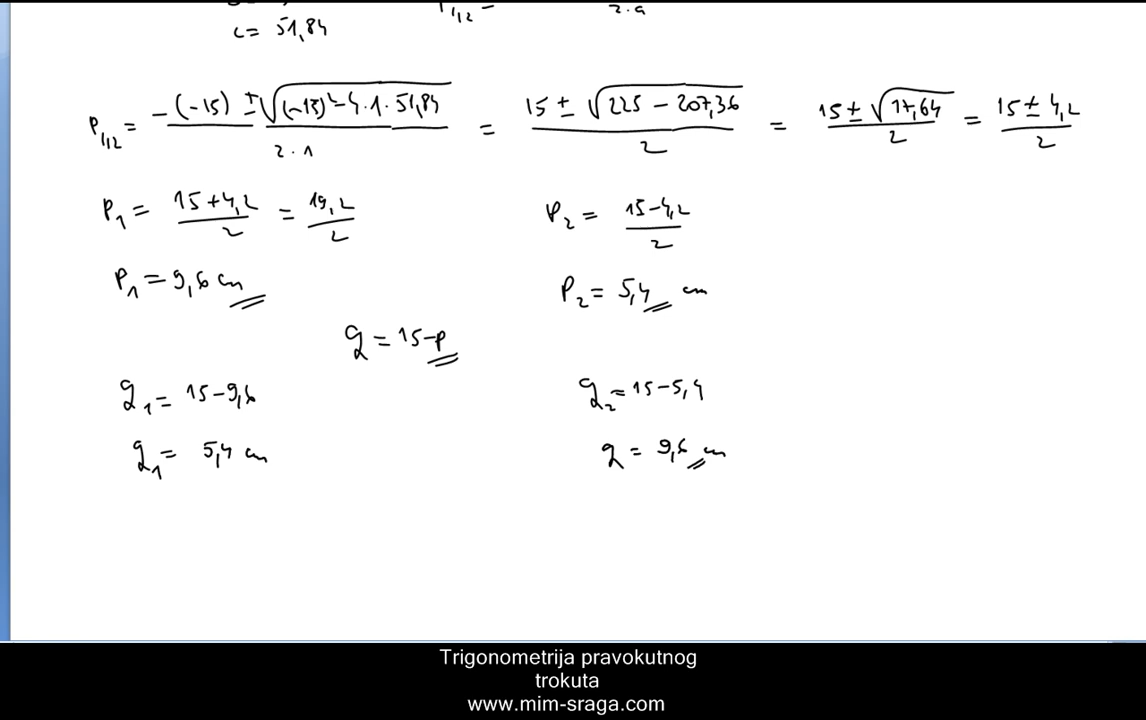 c = 51,84
P1/2 = 2·a
P1/2 = -(-15) ± √((-15)² - 4·1·51,84) / 2·1 = 15 ± √(225 - 207,36) / 2 = 15 ± √17,64 / 2 = 15 ± 4,2 / 2
P1 = 15+4,2 / 2 = 19,2 / 2 P2 = 15-4,2 / 2
P1 = 9,6 cm P2 = 5,4 cm
q = 15-p
q1 = 15-9,6 q2 = 15-5,4
q1 = 5,4 cm q = 9,6 cm
Trigonometrija pravokutnog
trokuta
www.mim-sraga.com